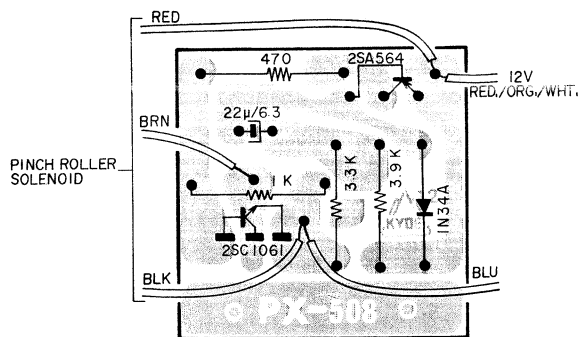 RED
470
2SA564
12V
RED./ORG./WHT.
22µ/6.3
BRN
PINCH ROLLER
SOLENOID
1K
3.3K
3.9K
1N34A
2SC1061
BLK
BLU
PX-508